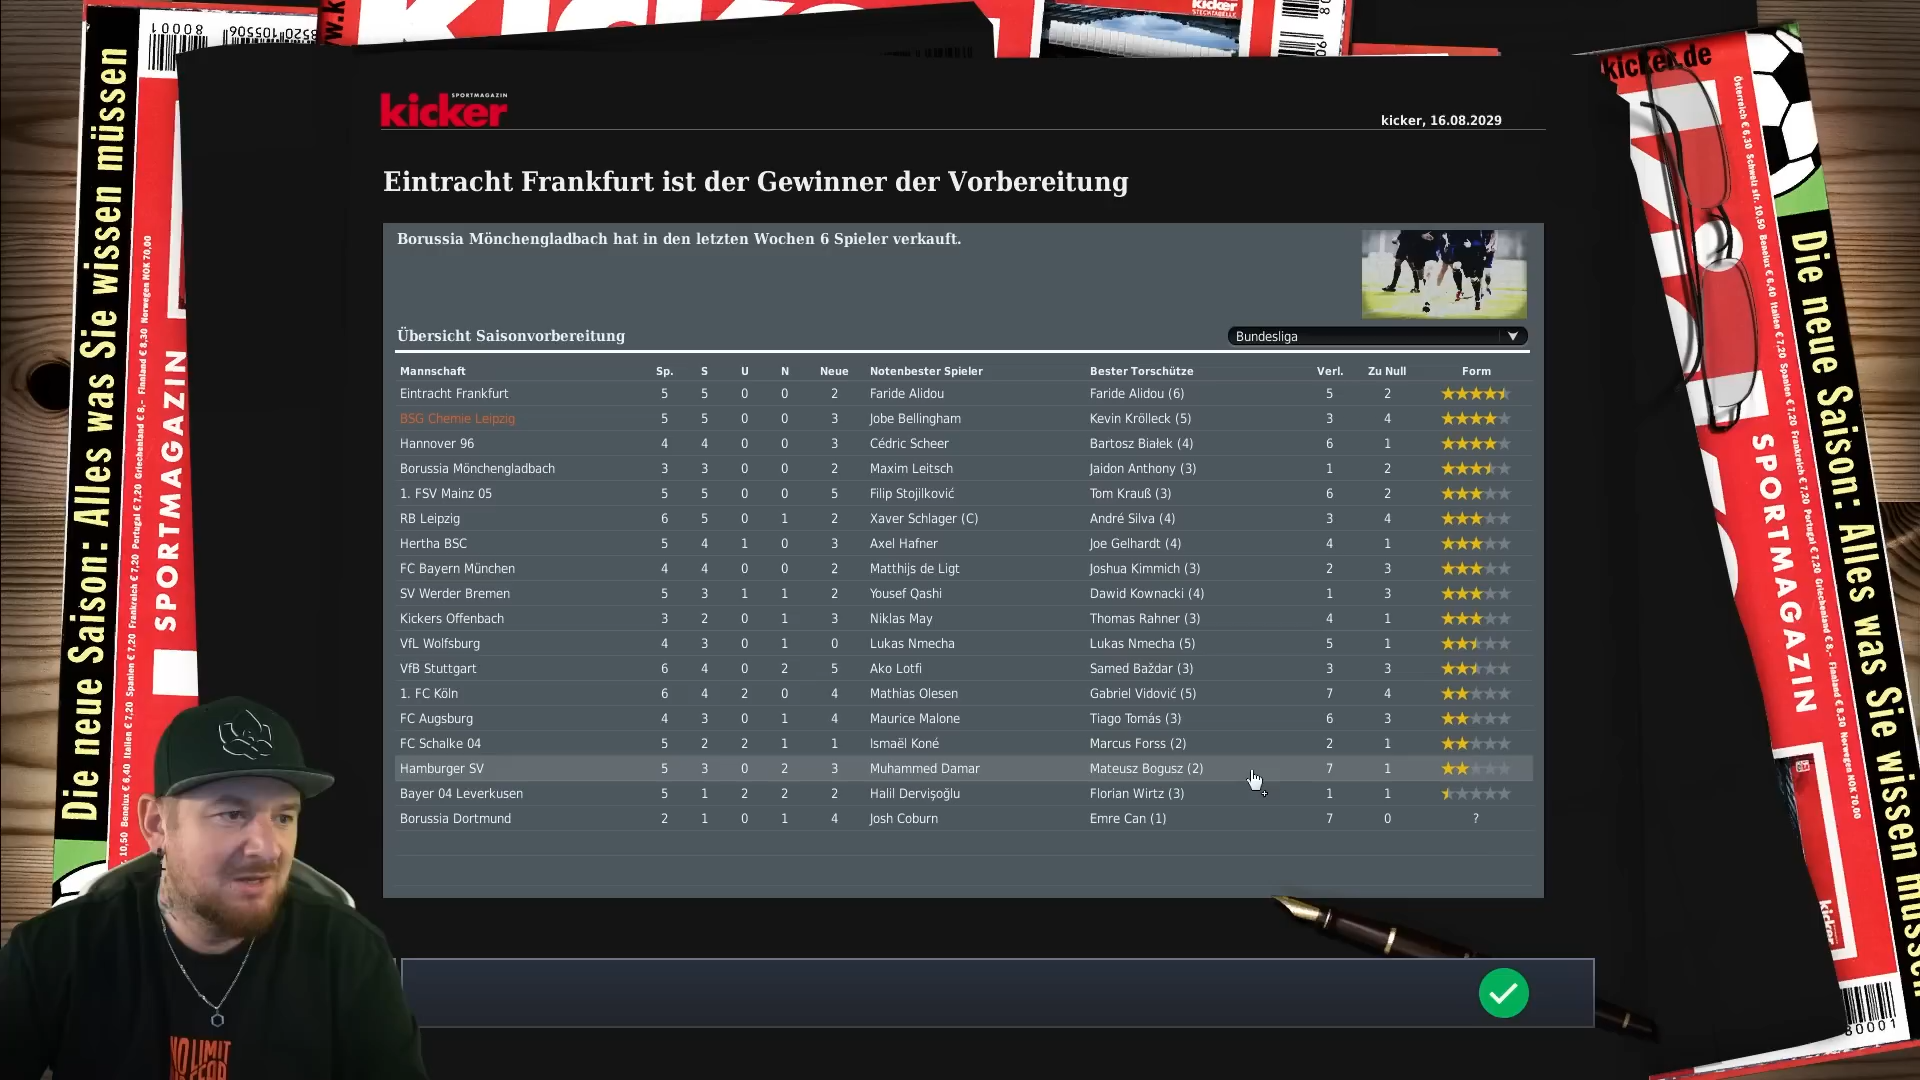 kicker
SPORTMAGAZIN
kicker, 16.08.2029
Eintracht Frankfurt ist der Gewinner der Vorbereitung
Borussia Mönchengladbach hat in den letzten Wochen 6 Spieler verkauft.
Übersicht Saisonvorbereitung
Bundesliga
Mannschaft Sp. S U N Neue Notenbester Spieler Bester Torschütze Verl. Zu Null Form
Eintracht Frankfurt 5 5 0 0 2 Faride Alidou Faride Alidou (6) 5 2
BSG Chemie Leipzig 5 5 0 0 3 Jobe Bellingham Kevin Krölleck (5) 3 4
Hannover 96 4 4 0 0 3 Cédric Scheer Bartosz Białek (4) 6 1
Borussia Mönchengladbach 3 3 0 0 2 Maxim Leitsch Jaidon Anthony (3) 1 2
1. FSV Mainz 05 5 5 0 0 5 Filip Stojilković Tom Krauß (3) 6 2
RB Leipzig 6 5 0 1 2 Xaver Schlager (C) André Silva (4) 3 4
Hertha BSC 5 4 1 0 3 Axel Hafner Joe Gelhardt (4) 4 1
FC Bayern München 4 4 0 0 2 Matthijs de Ligt Joshua Kimmich (3) 2 3
SV Werder Bremen 5 3 1 1 2 Yousef Qashi Dawid Kownacki (4) 1 3
Kickers Offenbach 3 2 0 1 3 Niklas May Thomas Rahner (3) 4 1
VfL Wolfsburg 4 3 0 1 0 Lukas Nmecha Lukas Nmecha (5) 5 1
VfB Stuttgart 6 4 0 2 5 Ako Lotfi Samed Baždar (3) 3 3
1. FC Köln 6 4 2 0 4 Mathias Olesen Gabriel Vidović (5) 7 4
FC Augsburg 4 3 0 1 4 Maurice Malone Tiago Tomás (3) 6 3
FC Schalke 04 5 2 2 1 1 Ismaël Koné Marcus Forss (2) 2 1
Hamburger SV 5 3 0 2 3 Muhammed Damar Mateusz Bogusz (2) 7 1
Bayer 04 Leverkusen 5 1 2 2 2 Halil Dervişoğlu Florian Wirtz (3) 1 1
Borussia Dortmund 2 1 0 1 4 Josh Coburn Emre Can (1) 7 0 ?
Die neue Saison: Alles was Sie wissen müssen
SPORTMAGAZIN
80001
kicker
kicker.de
Die neue Saison: Alles was Sie wissen müssen
SPORTMAGAZIN
kicker
80001
NO LIMIT